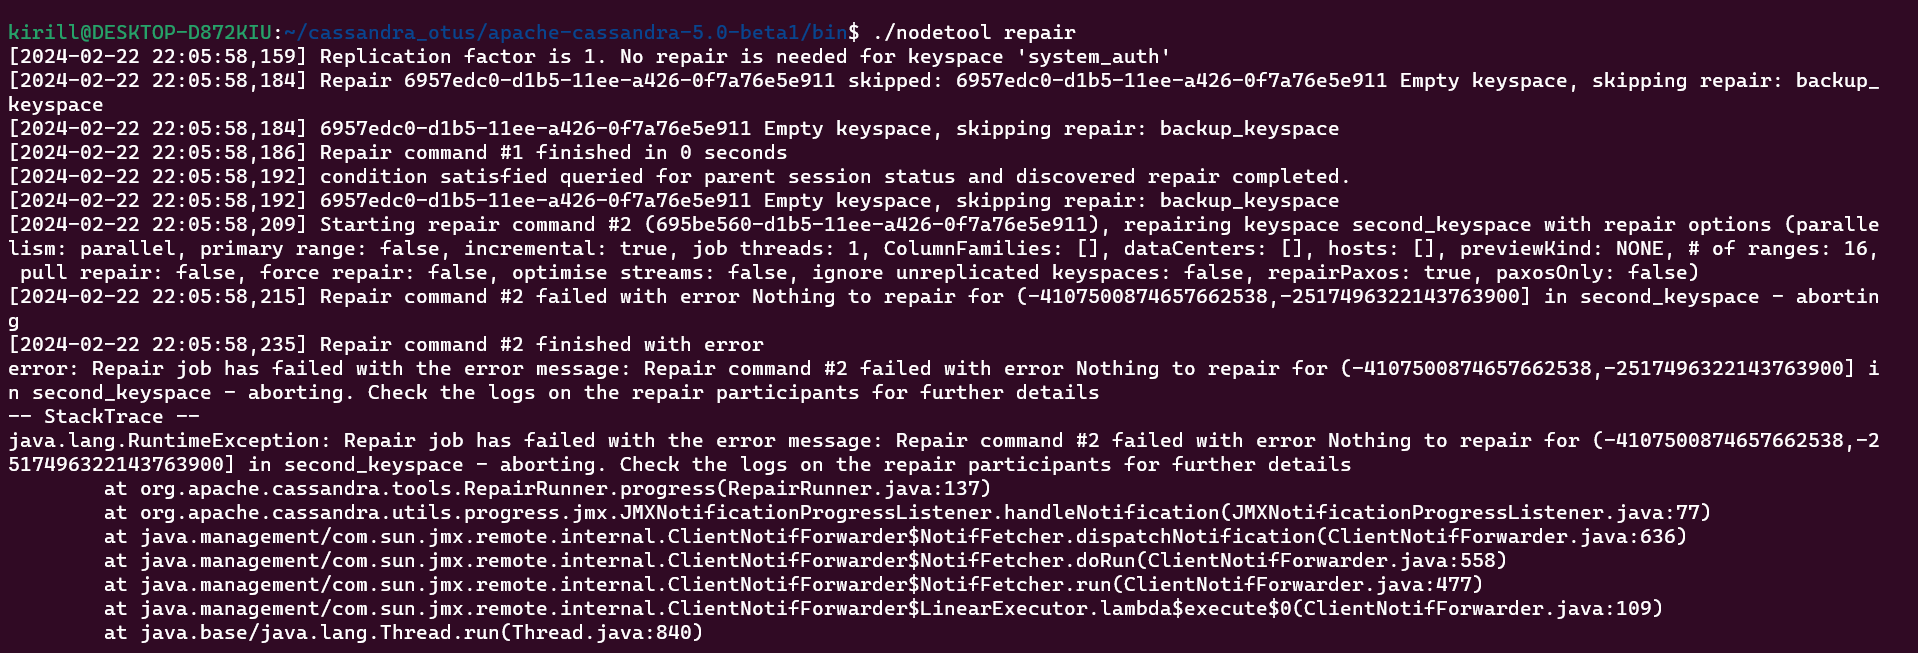 kirill@DESKTOP-D872KIU:~/cassandra_otus/apache-cassandra-5.0-beta1/bin$ ./nodetool repair
[2024-02-22 22:05:58,159] Replication factor is 1. No repair is needed for keyspace 'system_auth'
[2024-02-22 22:05:58,184] Repair 6957edc0-d1b5-11ee-a426-0f7a76e5e911 skipped: 6957edc0-d1b5-11ee-a426-0f7a76e5e911 Empty keyspace, skipping repair: backup_
keyspace
[2024-02-22 22:05:58,184] 6957edc0-d1b5-11ee-a426-0f7a76e5e911 Empty keyspace, skipping repair: backup_keyspace
[2024-02-22 22:05:58,186] Repair command #1 finished in 0 seconds
[2024-02-22 22:05:58,192] condition satisfied queried for parent session status and discovered repair completed.
[2024-02-22 22:05:58,192] 6957edc0-d1b5-11ee-a426-0f7a76e5e911 Empty keyspace, skipping repair: backup_keyspace
[2024-02-22 22:05:58,209] Starting repair command #2 (695be560-d1b5-11ee-a426-0f7a76e5e911), repairing keyspace second_keyspace with repair options (paralle
lism: parallel, primary range: false, incremental: true, job threads: 1, ColumnFamilies: [], dataCenters: [], hosts: [], previewKind: NONE, # of ranges: 16,
 pull repair: false, force repair: false, optimise streams: false, ignore unreplicated keyspaces: false, repairPaxos: true, paxosOnly: false)
[2024-02-22 22:05:58,215] Repair command #2 failed with error Nothing to repair for (-4107500874657662538,-2517496322143763900] in second_keyspace - abortin
g
[2024-02-22 22:05:58,235] Repair command #2 finished with error
error: Repair job has failed with the error message: Repair command #2 failed with error Nothing to repair for (-4107500874657662538,-2517496322143763900] i
n second_keyspace - aborting. Check the logs on the repair participants for further details
-- StackTrace --
java.lang.RuntimeException: Repair job has failed with the error message: Repair command #2 failed with error Nothing to repair for (-4107500874657662538,-2
517496322143763900] in second_keyspace - aborting. Check the logs on the repair participants for further details
        at org.apache.cassandra.tools.RepairRunner.progress(RepairRunner.java:137)
        at org.apache.cassandra.utils.progress.jmx.JMXNotificationProgressListener.handleNotification(JMXNotificationProgressListener.java:77)
        at java.management/com.sun.jmx.remote.internal.ClientNotifForwarder$NotifFetcher.dispatchNotification(ClientNotifForwarder.java:636)
        at java.management/com.sun.jmx.remote.internal.ClientNotifForwarder$NotifFetcher.doRun(ClientNotifForwarder.java:558)
        at java.management/com.sun.jmx.remote.internal.ClientNotifForwarder$NotifFetcher.run(ClientNotifForwarder.java:477)
        at java.management/com.sun.jmx.remote.internal.ClientNotifForwarder$LinearExecutor.lambda$execute$0(ClientNotifForwarder.java:109)
        at java.base/java.lang.Thread.run(Thread.java:840)